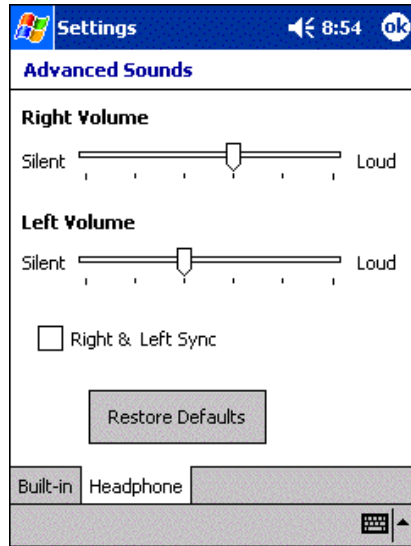 Settings 8:54 ok
Advanced Sounds
Right Volume
Silent Loud
Left Volume
Silent Loud
Right & Left Sync
Restore Defaults
Built-in Headphone